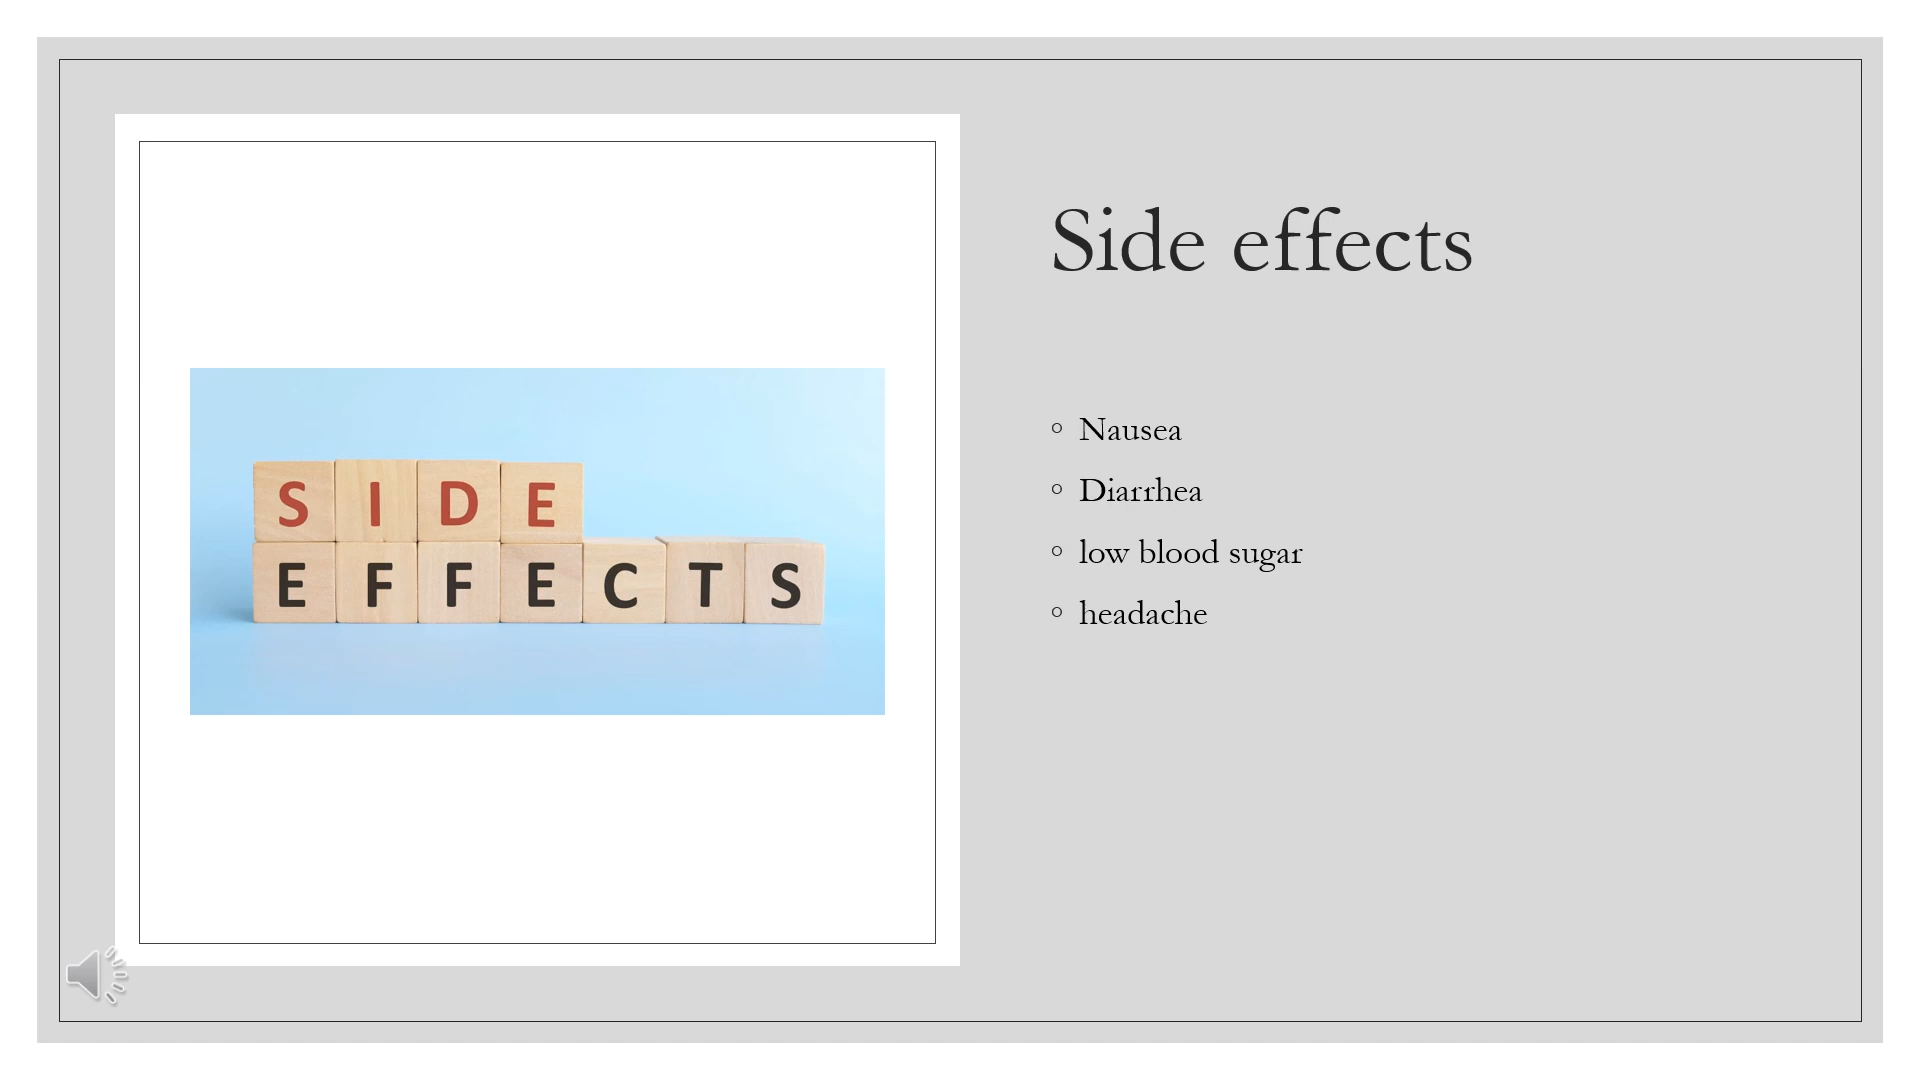 SIDE
EFFECTS
Side effects
Nausea
Diarrhea
low blood sugar
headache